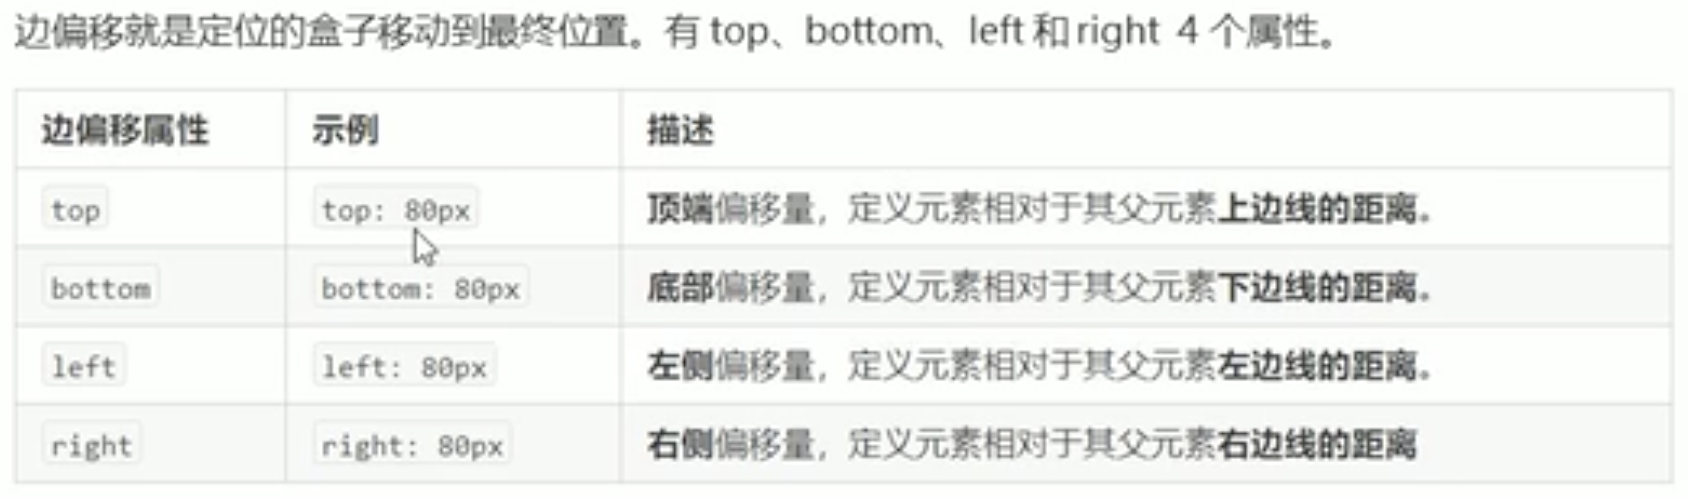 边偏移就是定位的盒子移动到最终位置。有 top、bottom、left 和 right 4 个属性。
边偏移属性 示例 描述
top top: 80px 顶端偏移量，定义元素相对于其父元素上边线的距离。
bottom bottom: 80px 底部偏移量，定义元素相对于其父元素下边线的距离。
left left: 80px 左侧偏移量，定义元素相对于其父元素左边线的距离。
right right: 80px 右侧偏移量，定义元素相对于其父元素右边线的距离